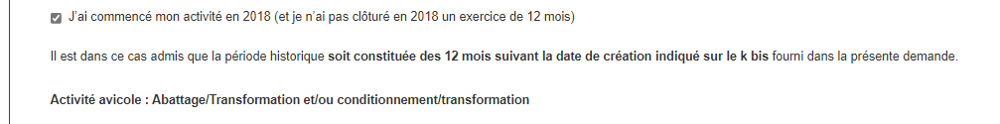 J'ai commencé mon activité en 2018 (et je n'ai pas clôturé en 2018 un exercice de 12 mois)
Il est dans ce cas admis que la période historique soit constituée des 12 mois suivant la date de création indiqué sur le k bis fourni dans la présente demande.
Activité avicole : Abattage/Transformation et/ou conditionnement/transformation